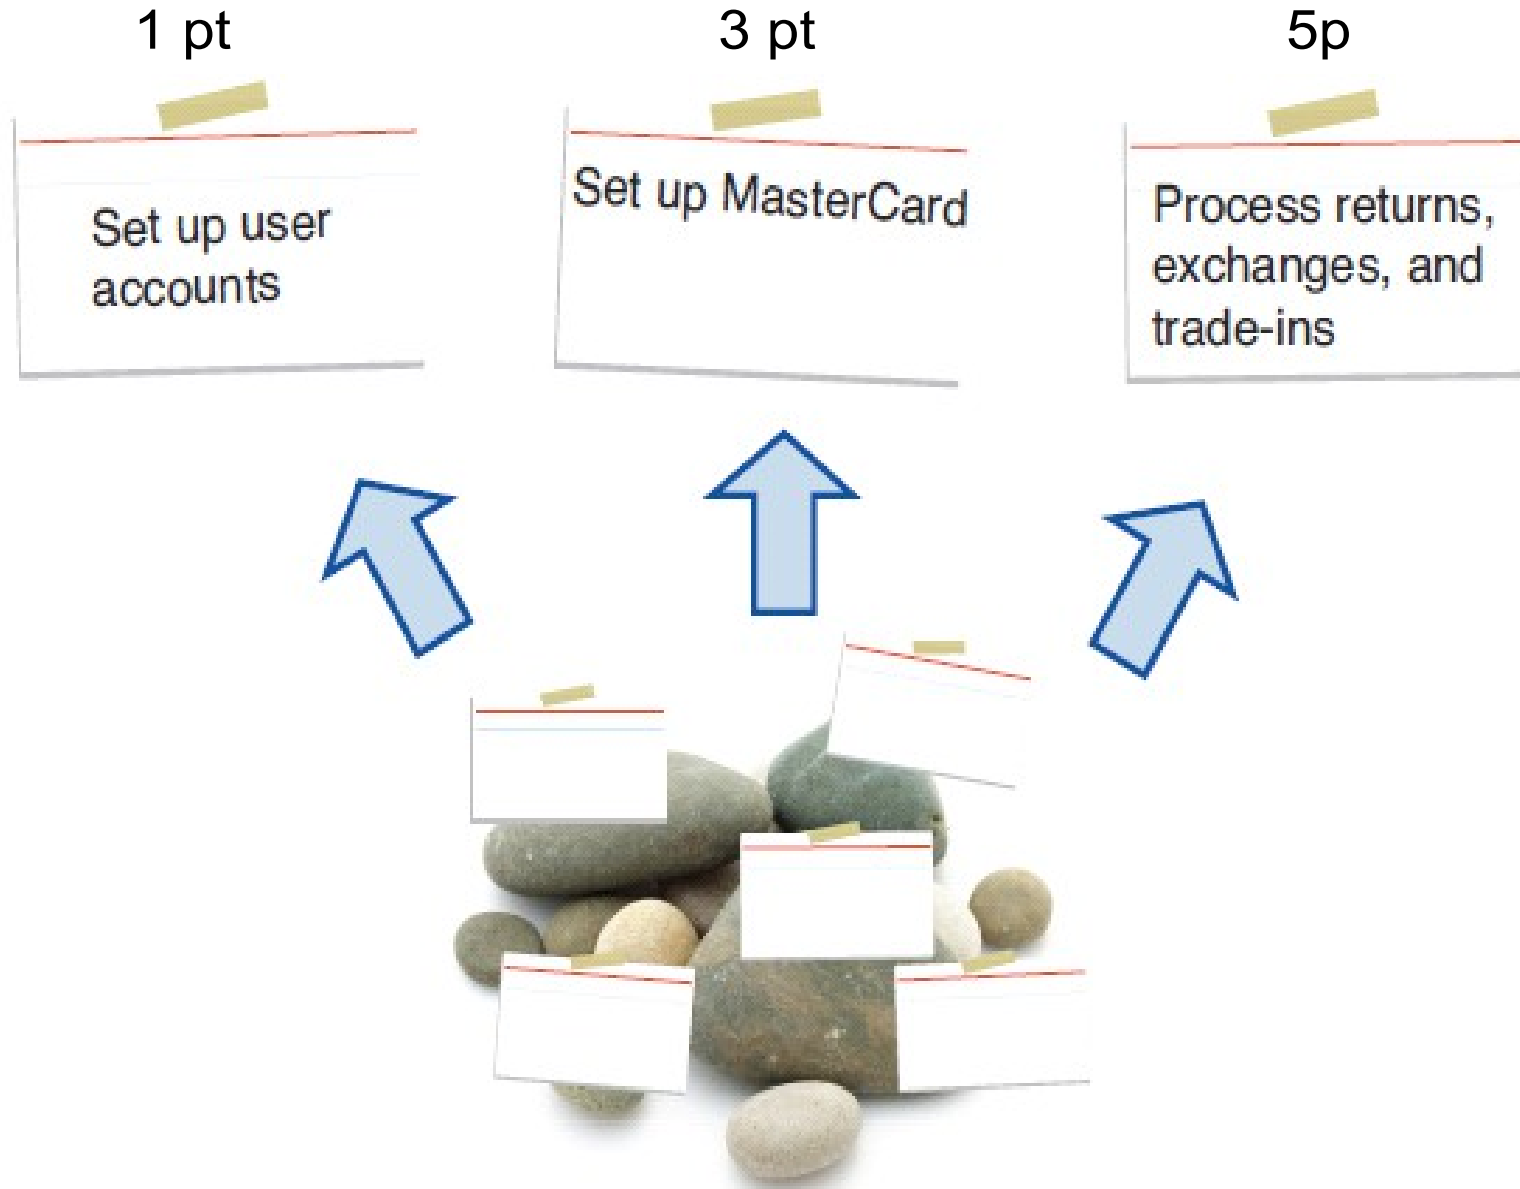 1 pt
3 pt
5p
Set up user
accounts
Set up MasterCard
Process returns,
exchanges, and
trade-ins